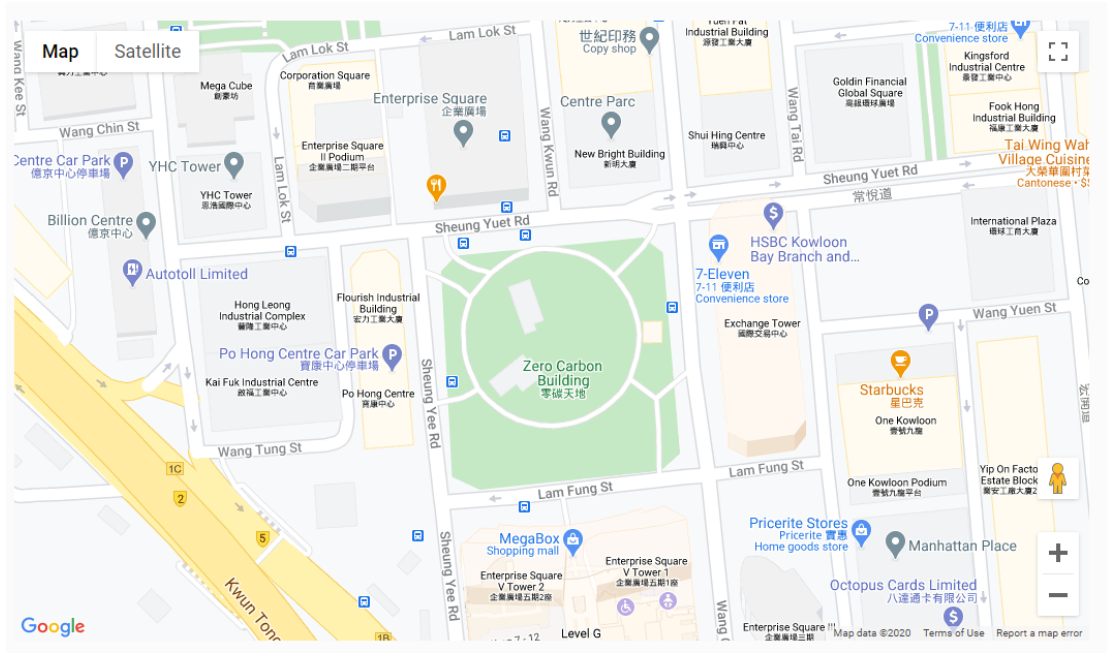 Map
Satellite
Wang Kee St
Mega Cube
創豪坊
Lam Lok St
Lam Lok St
Corporation Square
商業廣場
Enterprise Square
企業廣場
Enterprise Square
II Podium
企業廣場二期平台
世紀印務
Copy shop
Yuen Fat
Industrial Building
源發工業大廈
7-11 便利店
Convenience store
Kingsford
Industrial Centre
Goldin Financial
Global Square
高銀環球廣場
Fook Hong
Industrial Building
福康工業大廈
Tai Wing Wah
Village Cuisine
大榮華圍村菜
Cantonese • $$
Centre Parc
New Bright Building
新明大廈
Shui Hing Centre
瑞興中心
Wang Kwun Rd
Wang Tai Rd
Wang Chin St
Centre Car Park
億京中心停車場
YHC Tower
YHC Tower
Lam Lok St
Billion Centre
億京中心
Autotoll Limited
Sheung Yuet Rd
Sheung Yuet Rd
常悅道
International Plaza
環球工商大廈
HSBC Kowloon
Bay Branch and...
7-Eleven
7-11 便利店
Convenience store
Exchange Tower
國際交易中心
Wang Yuen St
Co
Hong Leong
Industrial Complex
豐隆工業中心
Flourish Industrial
Building
宏力工業大廈
Po Hong Centre Car Park
寶康中心停車場
Kai Fuk Industrial Centre
啟福工業中心
Po Hong Centre
寶康中心
Sheung Yee Rd
Zero Carbon
Building
零碳天地
Starbucks
星巴克
One Kowloon
壹號九龍
Wang Tung St
Lam Fung St
Lam Fung St
One Kowloon Podium
壹號九龍平台
Yip On Facto
Estate Block
1C
2
5
1B
Kwun Tong
Sheung Yee Rd
MegaBox
Shopping mall
Enterprise Square
V Tower 1
企業廣場五期1座
Enterprise Square
V Tower 2
企業廣場五期2座
Level G
Pricerite Stores
Pricerite 實惠
Home goods store
Manhattan Place
Octopus Cards Limited
八達通卡有限公司
Enterprise Square III
企業廣場三期
Google
Map data ©2020
Terms of Use
Report a map error